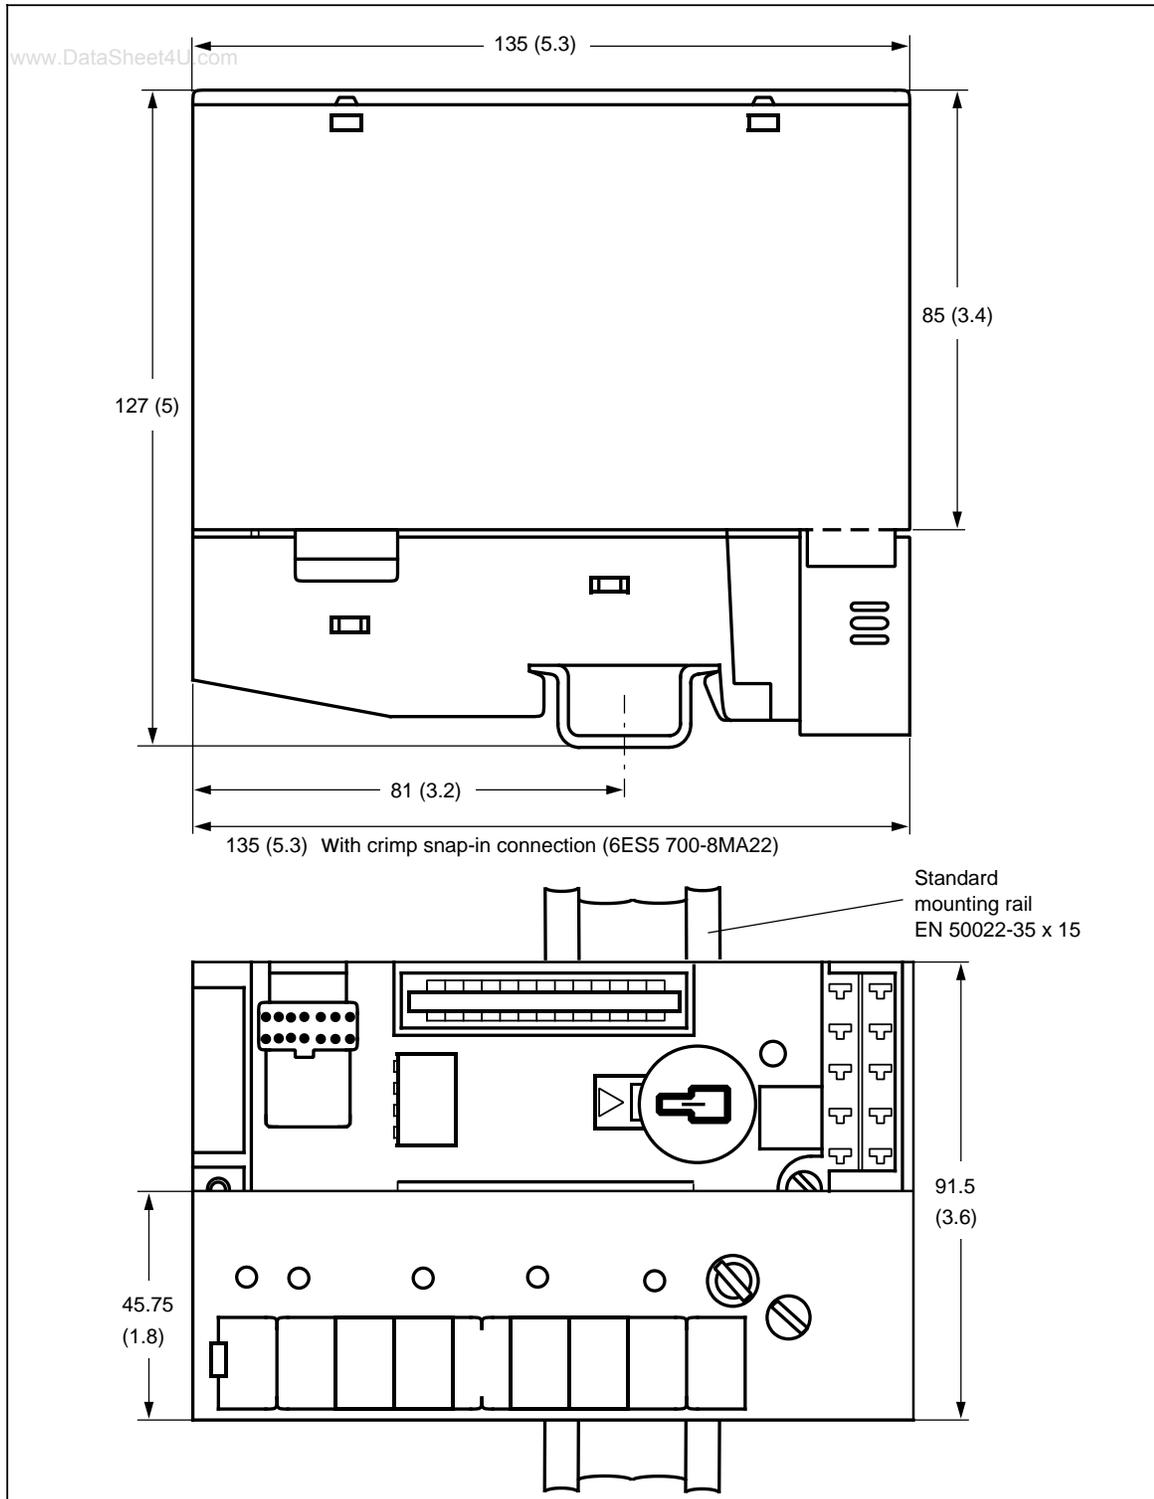 135 (5.3)
www.DataSheet4U.com
85 (3.4)
127 (5)
81 (3.2)
135 (5.3) With crimp snap-in connection (6ES5 700-8MA22)
Standard
mounting rail
EN 50022-35 x 15
91.5
(3.6)
45.75
(1.8)